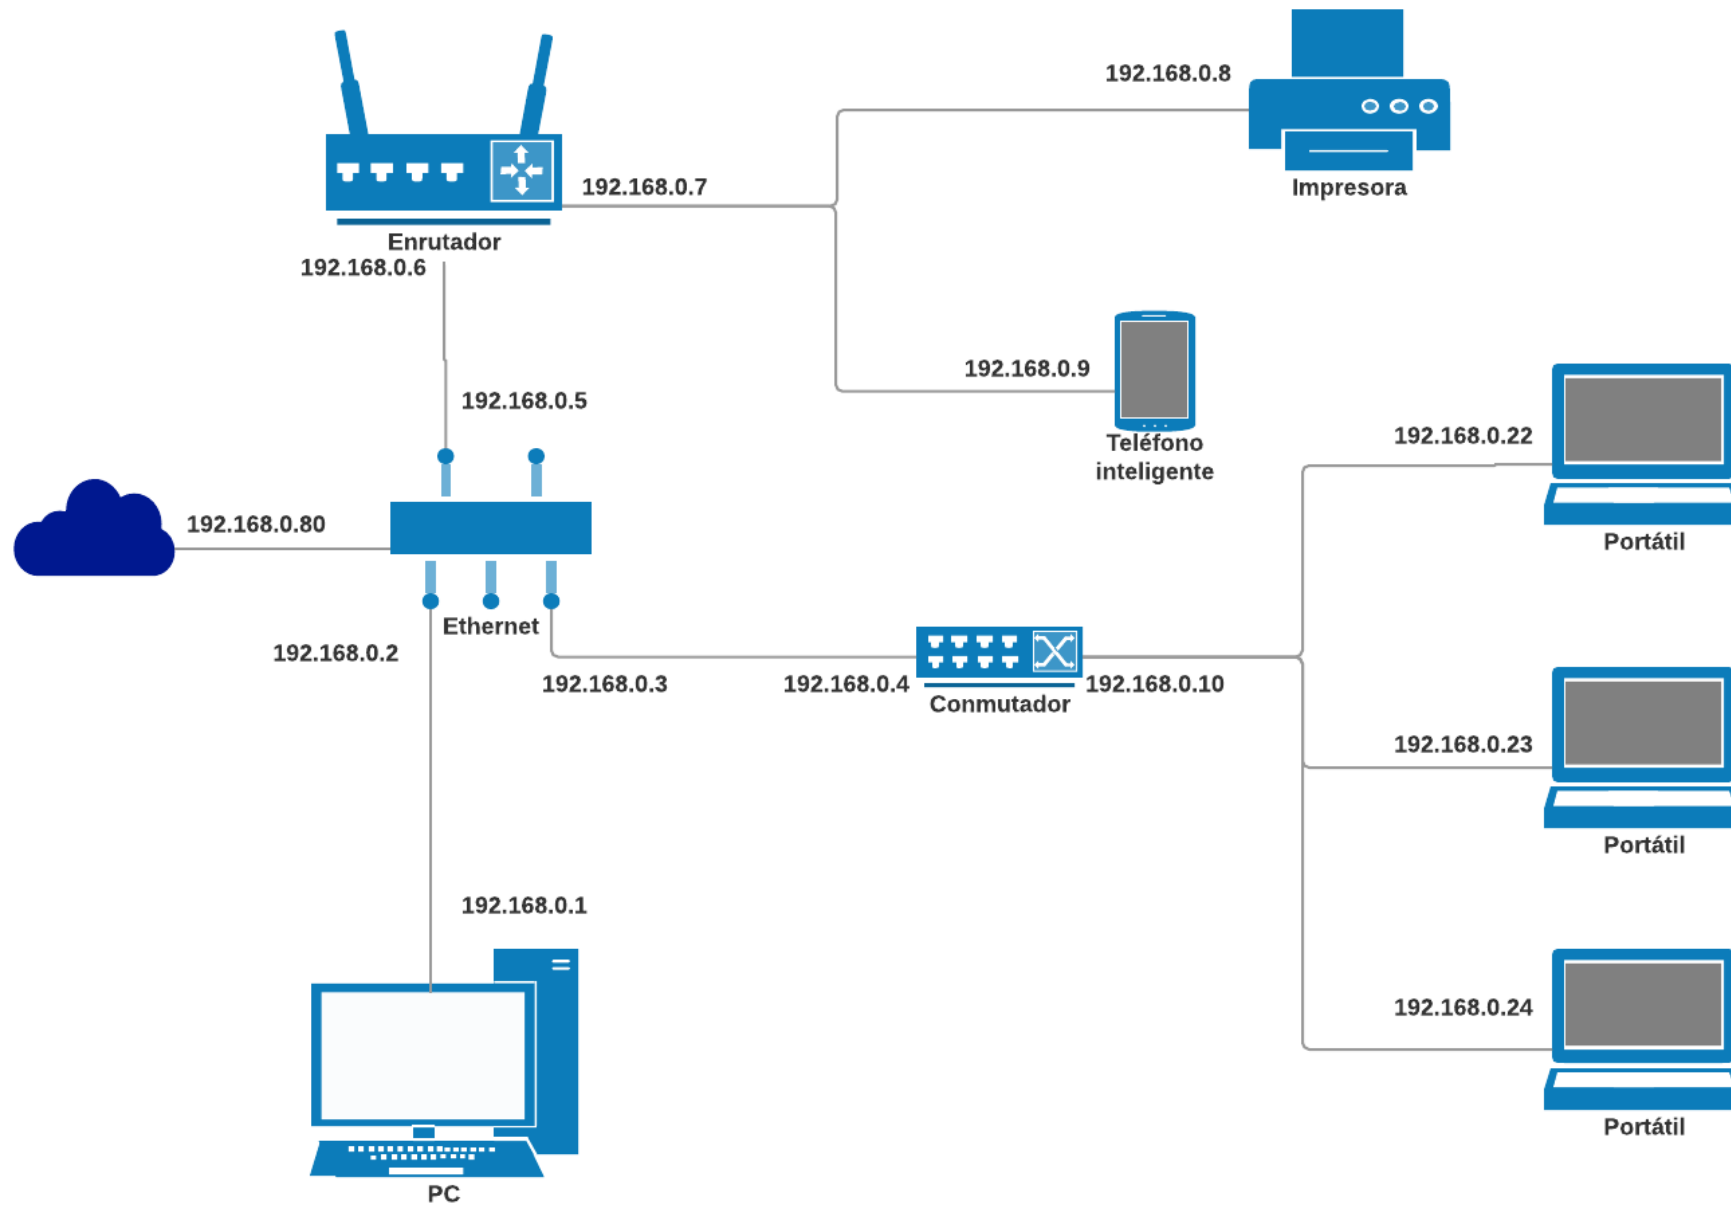 192.168.0.8
Impresora
192.168.0.7
Enrutador
192.168.0.6
192.168.0.9
Teléfono
inteligente
192.168.0.5
192.168.0.22
Portátil
192.168.0.80
Ethernet
192.168.0.2
192.168.0.3
192.168.0.4
Conmutador
192.168.0.10
192.168.0.23
Portátil
192.168.0.1
192.168.0.24
Portátil
PC